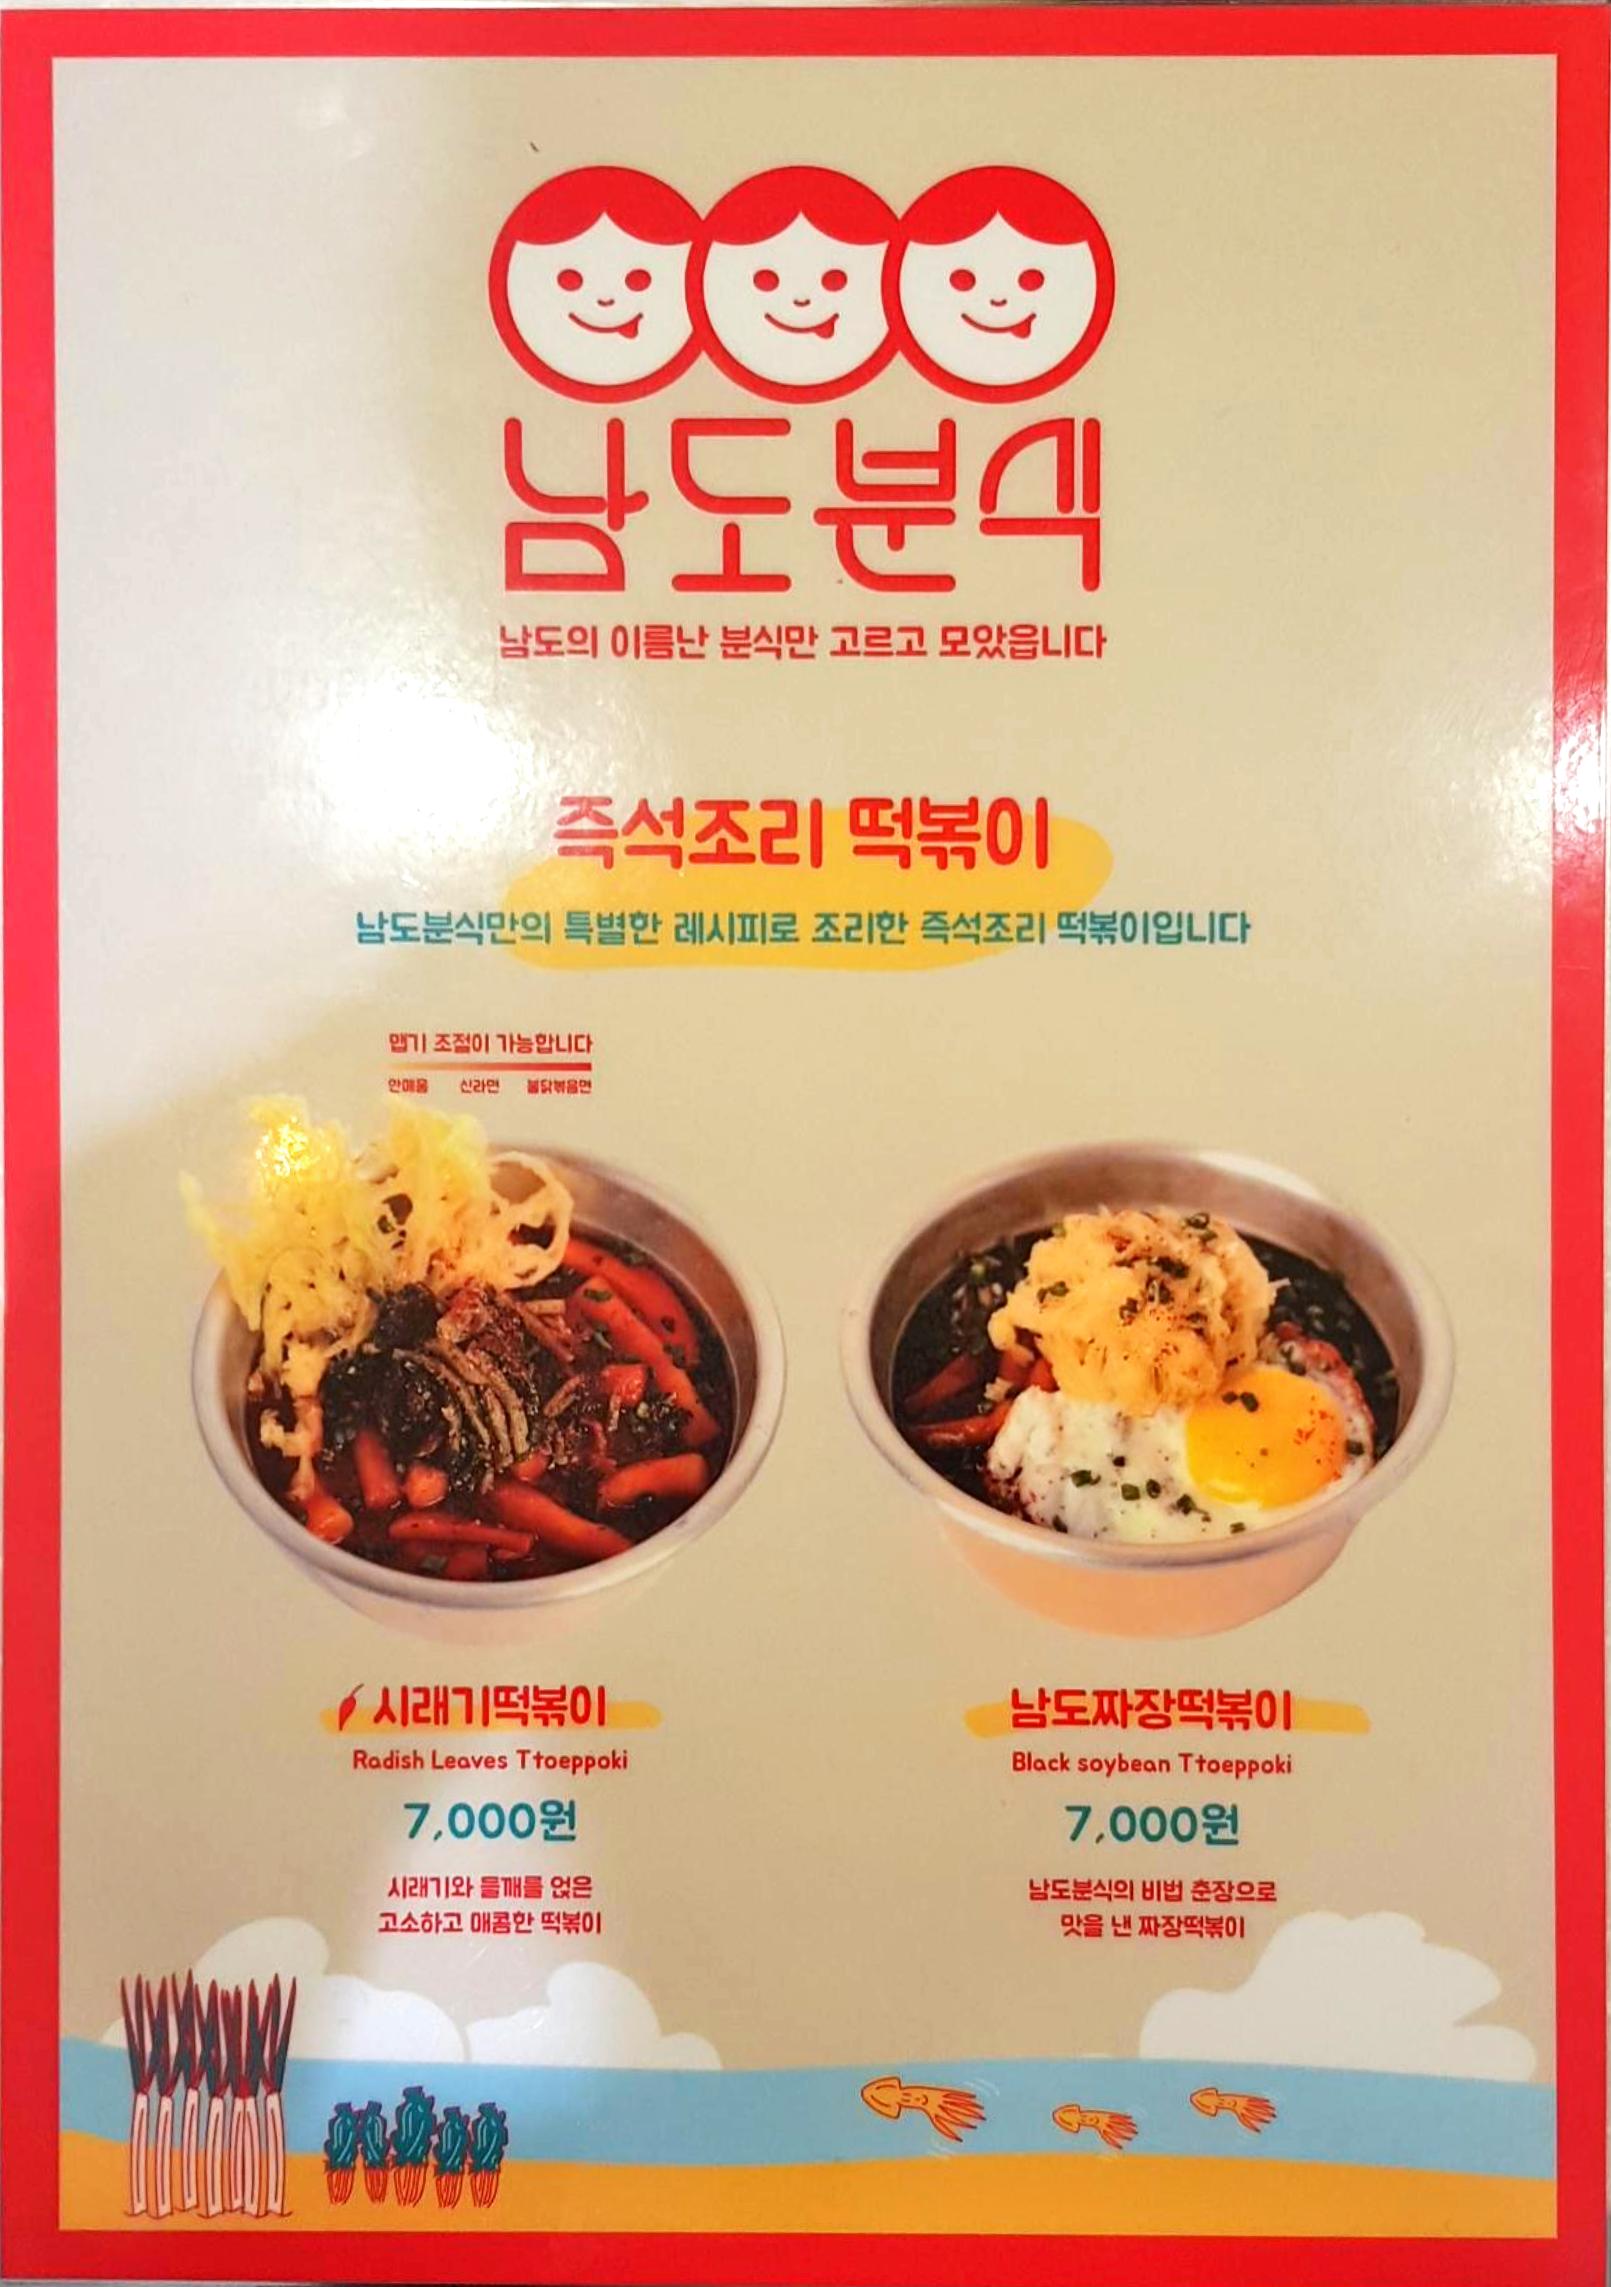 남도분식
남도의 이름난 분식만 고르고 모았읍니다
즉석조리 떡볶이
남도분식만의 특별한 레시피로 조리한 즉석조리 떡볶이입니다
맵기 조절이 가능합니다
안매움 신라면 불닭볶음면
시래기떡볶이
Radish Leaves Ttoeppoki
7,000원
시래기와 들깨를 얹은
고소하고 매콤한 떡볶이
남도짜장떡볶이
Black soybean Ttoeppoki
7,000원
남도분식의 비법 춘장으로
맛을 낸 짜장떡볶이